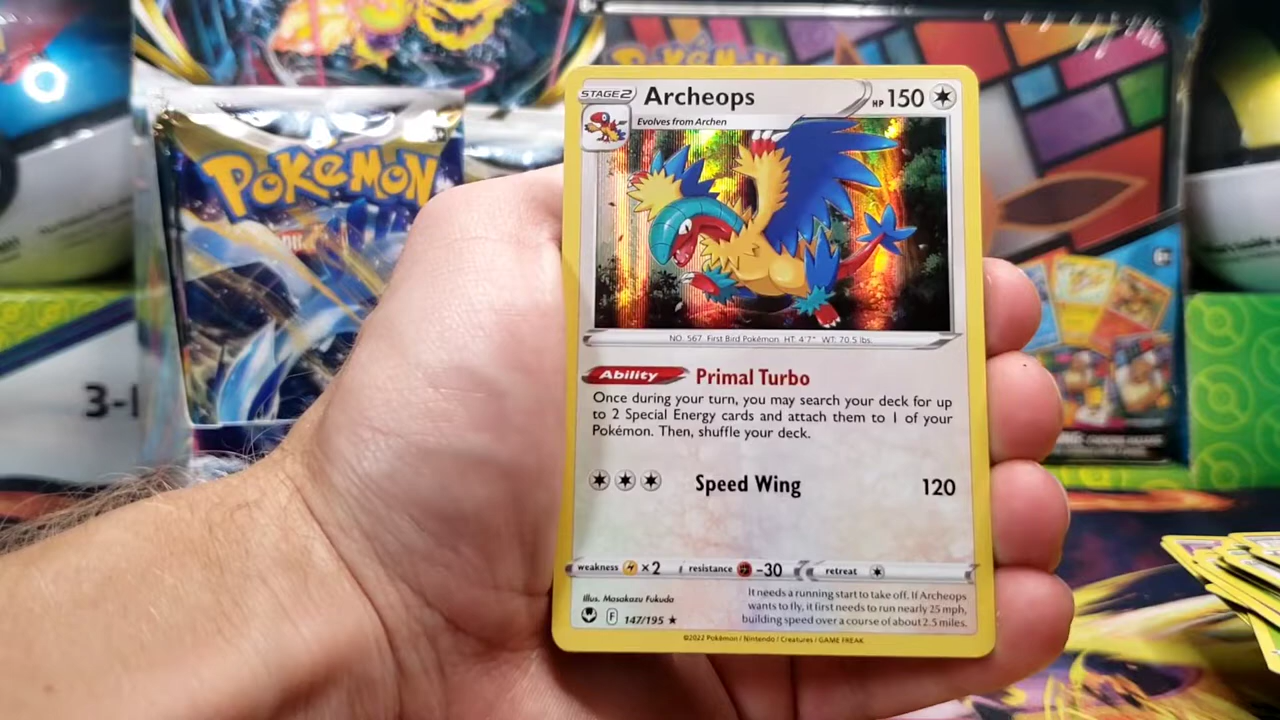 POKéMON
3-1
STAGE 2
Archeops
HP 150
Evolves from Archen
NO. 567 First Bird Pokémon HT: 4'7" WT: 70.5 lbs.
Ability Primal Turbo
Once during your turn, you may search your deck for up
to 2 Special Energy cards and attach them to 1 of your
Pokémon. Then, shuffle your deck.
Speed Wing 120
weakness ×2 resistance -30 retreat
Illus. Masakazu Fukuda
F 147/195 ★
It needs a running start to take off. If Archeops
wants to fly, it first needs to run nearly 25 mph,
building speed over a course of about 2.5 miles.
©2022 Pokémon / Nintendo / Creatures / GAME FREAK